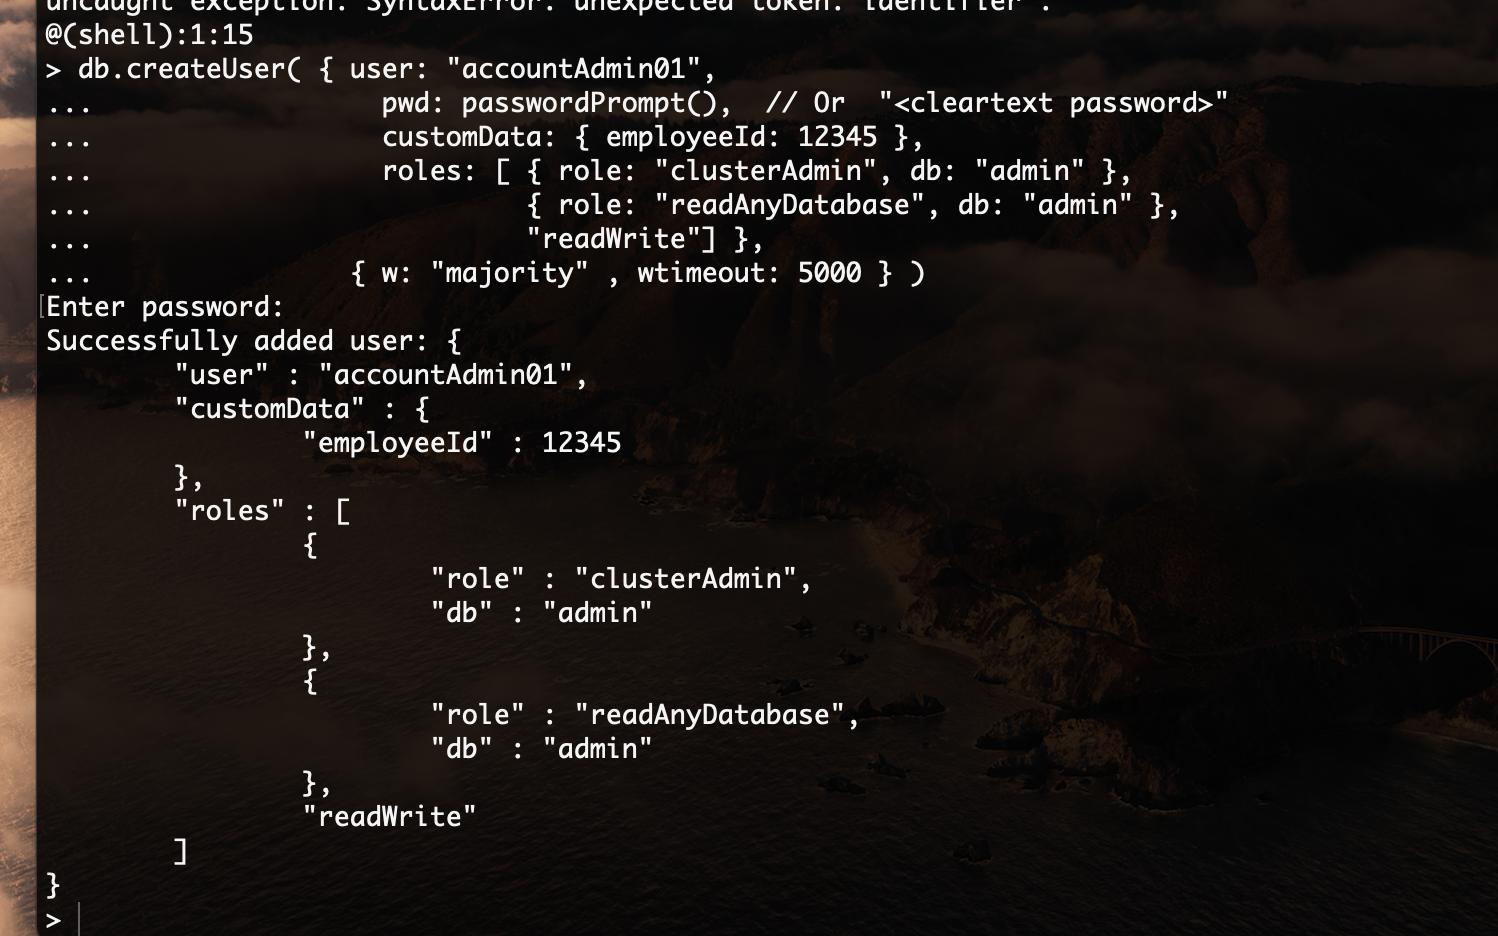 uncaught exception: SyntaxError: unexpected token: identifier :
@(shell):1:15
> db.createUser( { user: "accountAdmin01",
...                  pwd: passwordPrompt(),  // Or  "<cleartext password>"
...                  customData: { employeeId: 12345 },
...                  roles: [ { role: "clusterAdmin", db: "admin" },
...                           { role: "readAnyDatabase", db: "admin" },
...                           "readWrite"] },
...                { w: "majority" , wtimeout: 5000 } )
[Enter password:
Successfully added user: {
        "user" : "accountAdmin01",
        "customData" : {
                "employeeId" : 12345
        },
        "roles" : [
                {
                        "role" : "clusterAdmin",
                        "db" : "admin"
                },
                {
                        "role" : "readAnyDatabase",
                        "db" : "admin"
                },
                "readWrite"
        ]
}
>